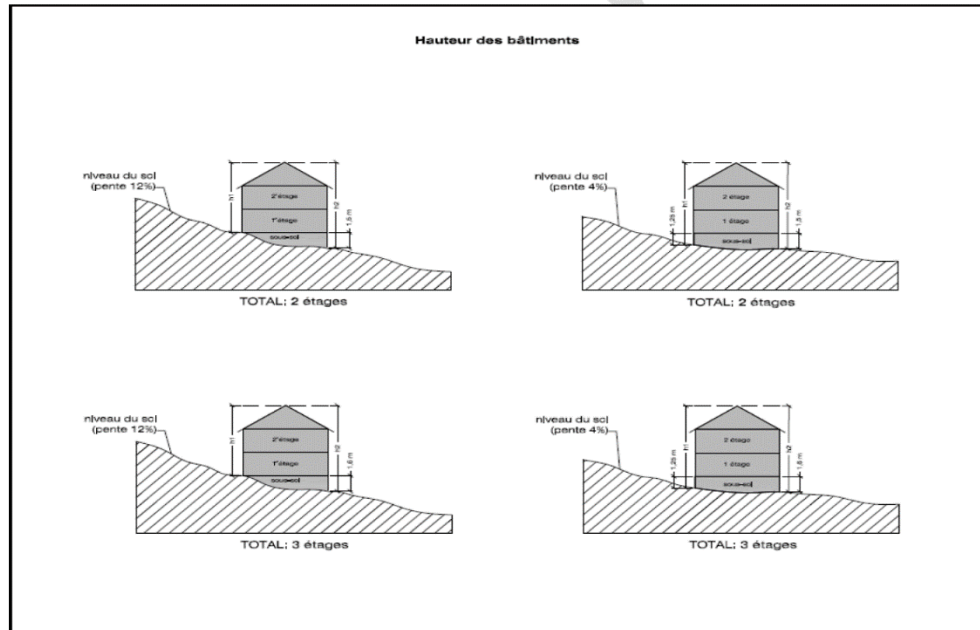 Hauteur des bâtiments
niveau du sol
(pente 12%)
h1
2e étage
1e étage
sous-sol
h2
1,5 m
TOTAL: 2 étages
niveau du sol
(pente 4%)
1,25 m
h1
2 étage
1 étage
sous-sol
h2
1,5 m
TOTAL: 2 étages
niveau du sol
(pente 12%)
h1
2e étage
1e étage
sous-sol
h2
1,6 m
TOTAL: 3 étages
niveau du sol
(pente 4%)
1,25 m
h1
2 étage
1 étage
sous-sol
h2
1,6 m
TOTAL: 3 étages